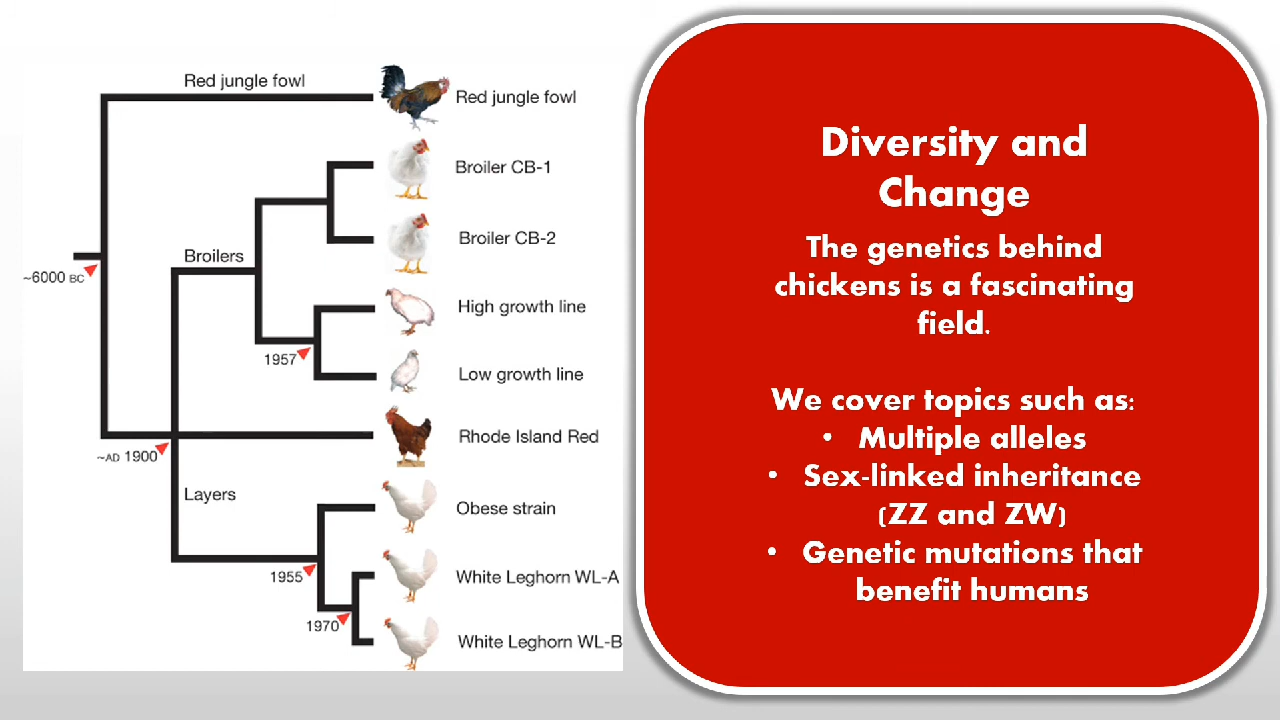 Red jungle fowl
Red jungle fowl
Broiler CB-1
Broiler CB-2
Broilers
~6000 BC
High growth line
1957
Low growth line
Rhode Island Red
~AD 1900
Layers
Obese strain
1955
White Leghorn WL-A
1970
White Leghorn WL-B
Diversity and
Change
The genetics behind
chickens is a fascinating
field.
We cover topics such as:
• Multiple alleles
• Sex-linked inheritance
(ZZ and ZW)
• Genetic mutations that
benefit humans